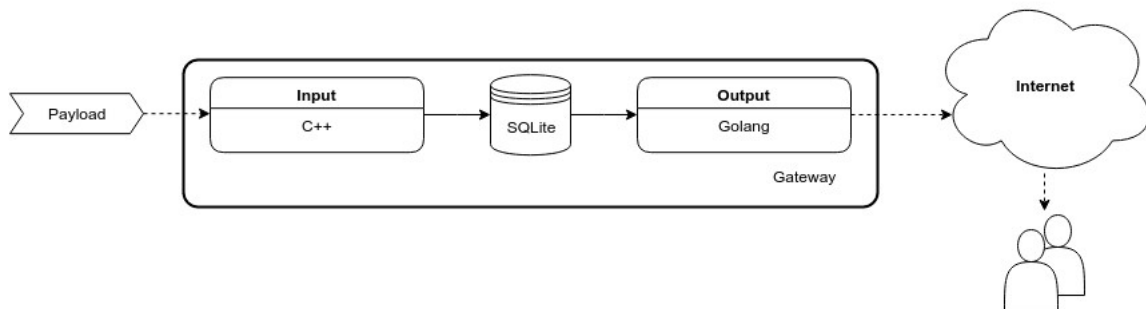 Payload
Input
C++
SQLite
Output
Golang
Gateway
Internet